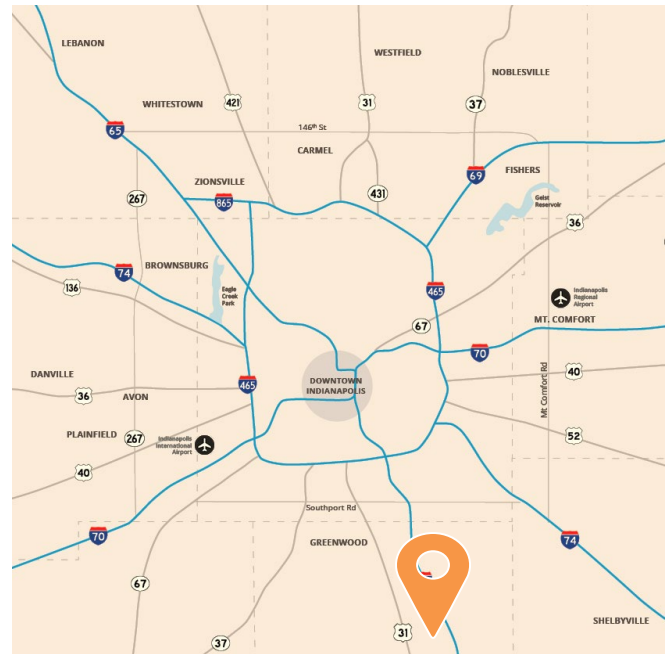 LEBANON
WESTFIELD
NOBLESVILLE
WHITESTOWN
421
31
37
65
146th St
CARMEL
FISHERS
69
ZIONSVILLE
267
865
431
Geist
Reservoir
36
BROWNSBURG
74
136
Eagle
Creek
Park
465
Indianapolis
Regional
Airport
67
MT. COMFORT
70
DANVILLE
DOWNTOWN
INDIANAPOLIS
40
36
AVON
465
Mt Comfort Rd
PLAINFIELD
267
Indianapolis
International
Airport
52
40
Southport Rd
70
GREENWOOD
74
67
SHELBYVILLE
37
31